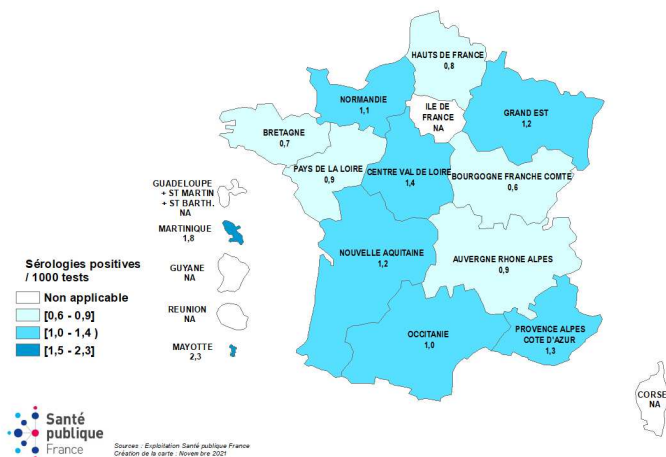 HAUTS DE FRANCE
0,8
NORMANDIE
1,1
ILE DE
FRANCE
NA
GRAND EST
1,2
BRETAGNE
0,7
PAYS DE LA LOIRE
0,9
CENTRE VAL DE LOIRE
1,4
BOURGOGNE FRANCHE COMTE
0,6
GUADELOUPE
+ ST MARTIN
+ ST BARTH.
NA
MARTINIQUE
1,8
GUYANE
NA
REUNION
NA
MAYOTTE
2,3
NOUVELLE AQUITAINE
1,2
AUVERGNE RHONE ALPES
0,9
OCCITANIE
1,0
PROVENCE ALPES
COTE D'AZUR
1,3
CORSE
NA
Sérologies positives
/ 1000 tests
Non applicable
[0,6 - 0,9]
[1,0 - 1,4 )
[1,5 - 2,3]
Santé
publique
France
Sources : Exploitation Santé publique France
Création de la carte : Novembre 2021